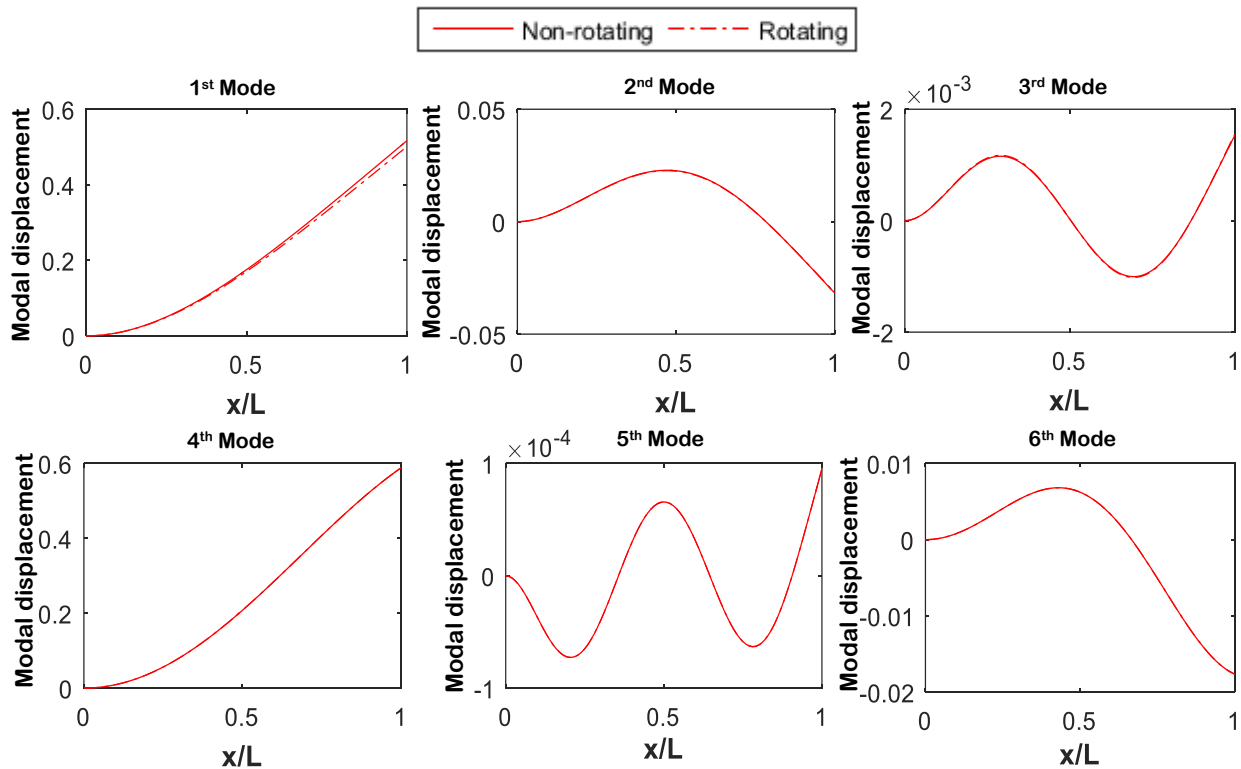 Non-rotating Rotating
1st Mode
Modal displacement
0.6
0.4
0.2
0
0 0.5 1
x/L
2nd Mode
Modal displacement
0.05
0
-0.05
0 0.5 1
x/L
3rd Mode
×10-3
Modal displacement
2
0
-2
0 0.5 1
x/L
4th Mode
Modal displacement
0.6
0.4
0.2
0
0 0.5 1
x/L
5th Mode
×10-4
Modal displacement
1
0
-1
0 0.5 1
x/L
6th Mode
Modal displacement
0.01
0
-0.01
-0.02
0 0.5 1
x/L